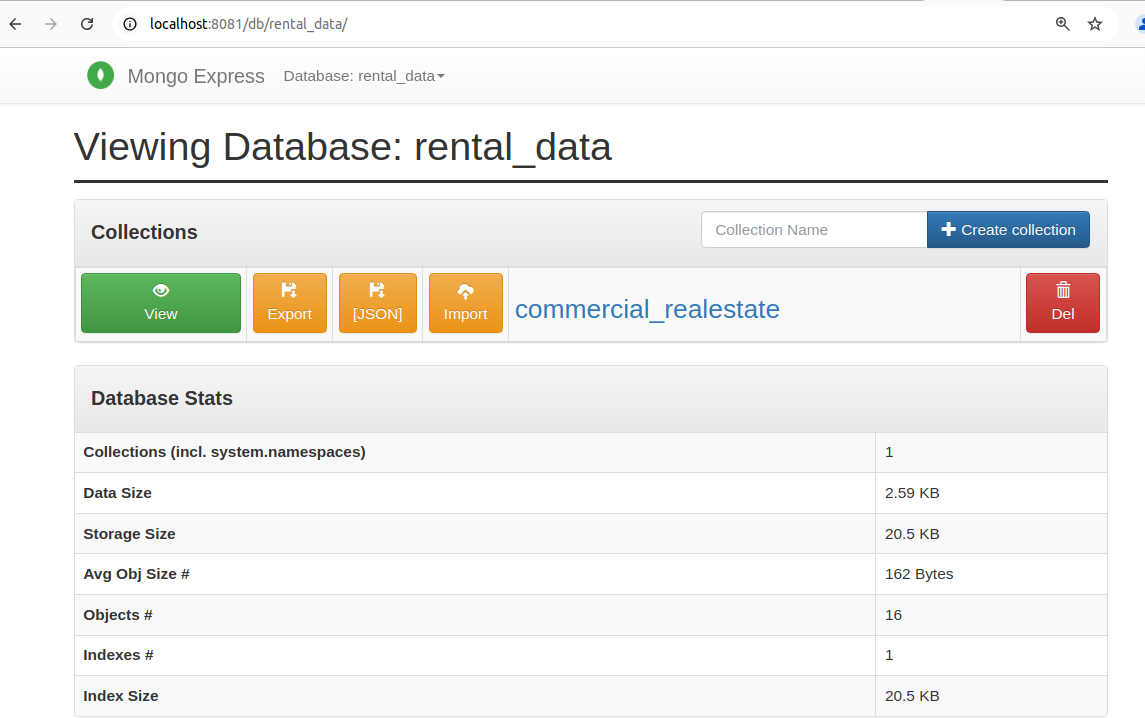 localhost:8081/db/rental_data/
Mongo Express Database: rental_data
Viewing Database: rental_data
Collections
Collection Name
Create collection
View
Export
[JSON]
Import
commercial_realestate
Del
Database Stats
Collections (incl. system.namespaces) 1
Data Size 2.59 KB
Storage Size 20.5 KB
Avg Obj Size # 162 Bytes
Objects # 16
Indexes # 1
Index Size 20.5 KB